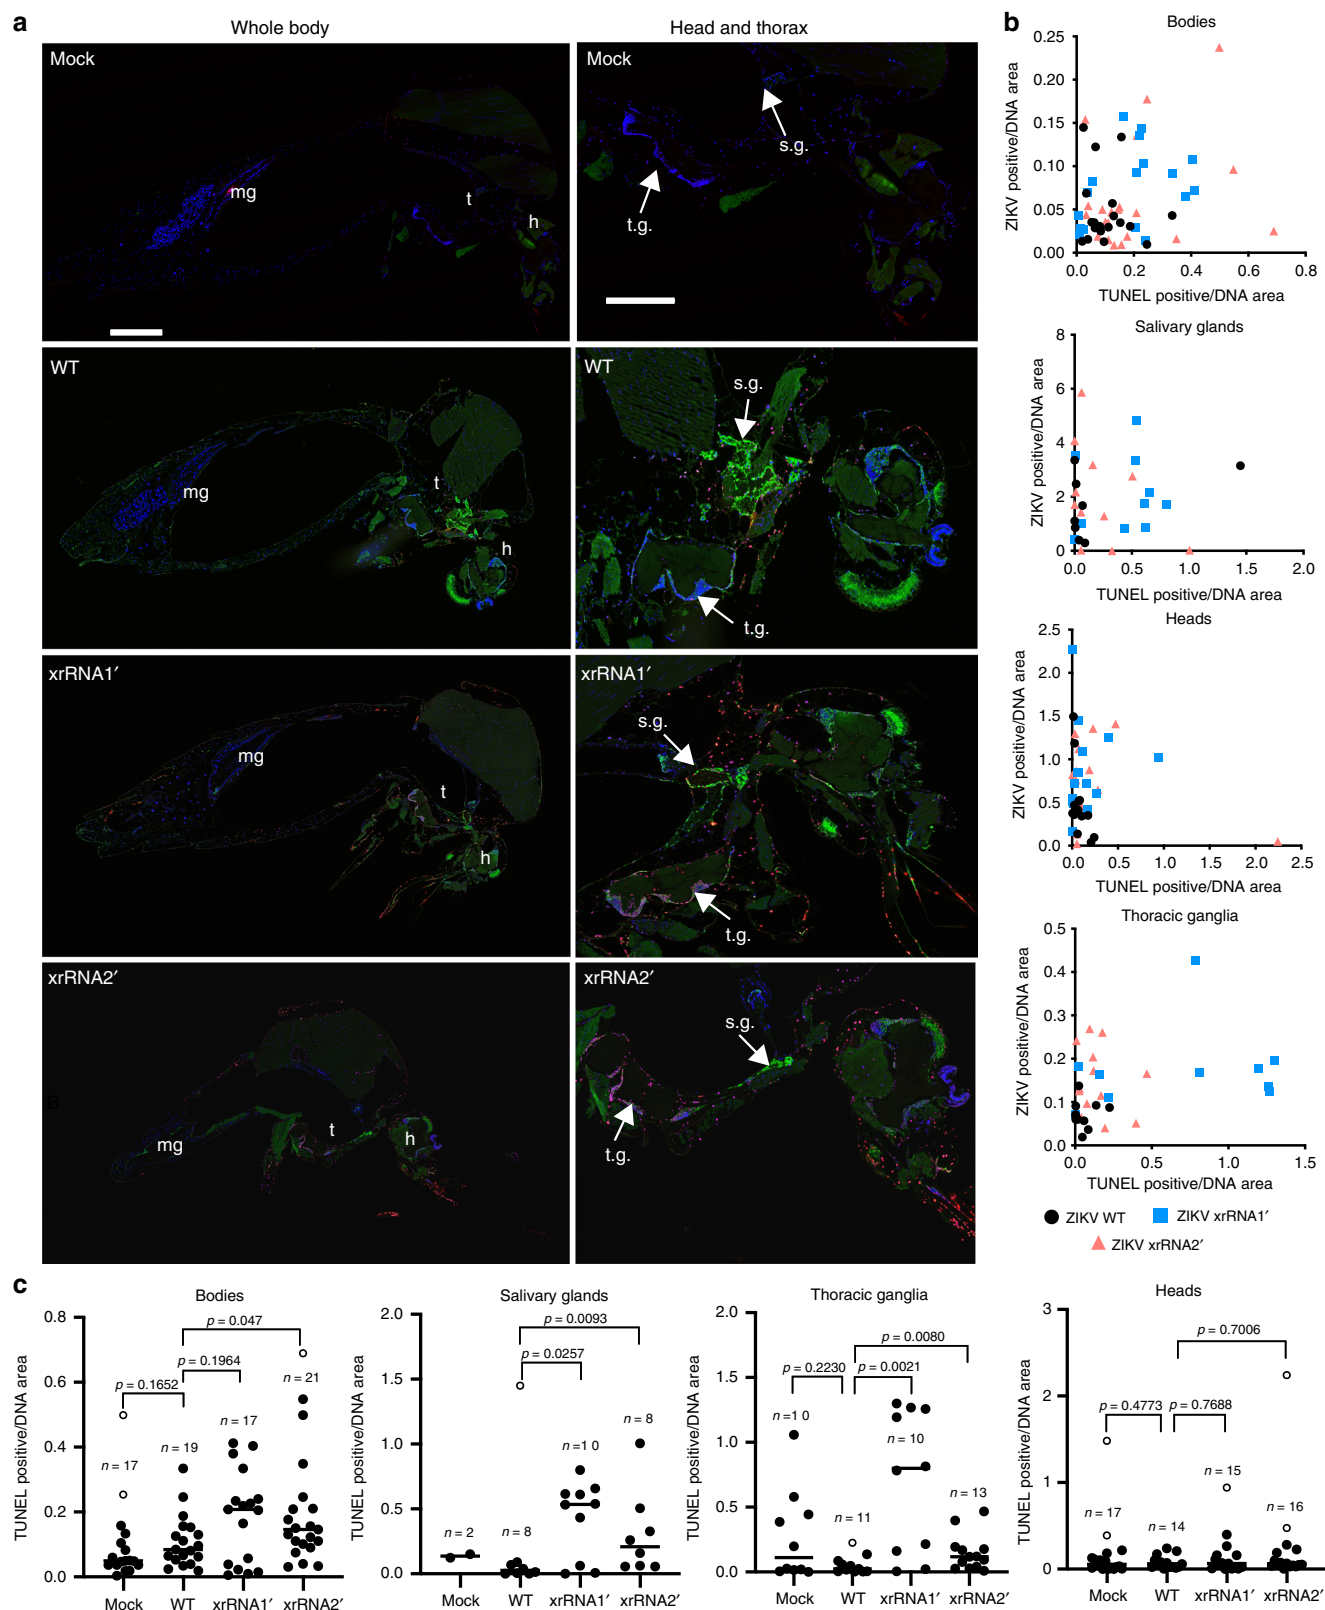 a
Whole body
Head and thorax
Mock
mg
t
h
Mock
s.g.
t.g.
WT
mg
t
h
WT
s.g.
t.g.
xrRNA1′
mg
t
h
xrRNA1′
s.g.
t.g.
xrRNA2′
B
mg
t
h
xrRNA2′
s.g.
t.g.
b
Bodies
ZIKV positive/DNA area
0.25
0.20
0.15
0.10
0.05
0.00
0.0 0.2 0.4 0.6 0.8
TUNEL positive/DNA area
Salivary glands
ZIKV positive/DNA area
8
6
4
2
0
0.0 0.5 1.0 1.5 2.0
TUNEL positive/DNA area
Heads
ZIKV positive/DNA area
2.5
2.0
1.5
1.0
0.5
0.0
0.0 0.5 1.0 1.5 2.0 2.5
TUNEL positive/DNA area
Thoracic ganglia
ZIKV positive/DNA area
0.5
0.4
0.3
0.2
0.1
0.0
0.0 0.5 1.0 1.5
TUNEL positive/DNA area
ZIKV WT
ZIKV xrRNA1′
ZIKV xrRNA2′
c
Bodies
TUNEL positive/DNA area
0.8
0.6
0.4
0.2
0.0
p = 0.047
p = 0.1964
p = 0.1652
n = 17
n = 19
n = 17
n = 21
Mock WT xrRNA1′ xrRNA2′
Salivary glands
TUNEL positive/DNA area
2.0
1.5
1.0
0.5
0.0
p = 0.0093
p = 0.0257
n = 2
n = 8
n =1 0
n = 8
Mock WT xrRNA1′ xrRNA2′
Thoracic ganglia
TUNEL positive/DNA area
2.0
1.5
1.0
0.5
0.0
p = 0.0080
p = 0.2230
p = 0.0021
n =1 0
n = 11
n = 10
n = 13
Mock WT xrRNA1′ xrRNA2′
Heads
TUNEL positive/DNA area
3
2
1
0
p = 0.7006
p = 0.4773
p = 0.7688
n = 17
n = 14
n = 15
n = 16
Mock WT xrRNA1′ xrRNA2′